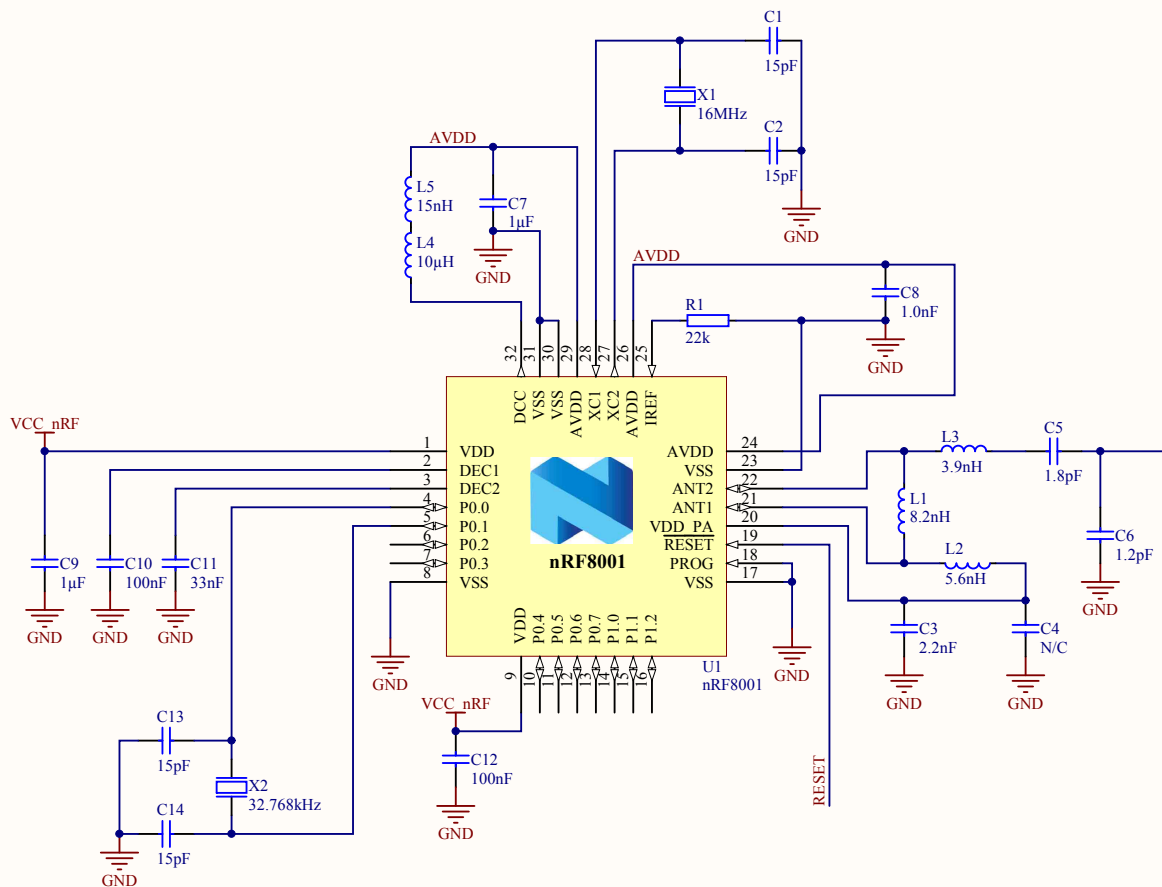 C1
15pF
X1
16MHz
C2
15pF
GND
AVDD
L5
15nH
C7
1µF
L4
10µH
GND
AVDD
C8
1.0nF
R1
22k
GND
32
31
30
29
28
27
26
25
DCC
VSS
VSS
AVDD
XC1
XC2
AVDD
IREF
VCC_nRF
1
VDD
2
DEC1
3
DEC2
4
P0.0
5
P0.1
6
P0.2
7
P0.3
8
VSS
AVDD
24
VSS
23
ANT2
22
ANT1
21
VDD_PA
20
RESET
19
PROG
18
VSS
17
nRF8001
L3
3.9nH
C5
1.8pF
L1
8.2nH
L2
5.6nH
C6
1.2pF
GND
C9
1µF
C10
100nF
C11
33nF
GND
GND
GND
C3
2.2nF
C4
N/C
GND
GND
VDD
P0.4
P0.5
P0.6
P0.7
P1.0
P1.1
P1.2
9
10
11
12
13
14
15
16
U1
nRF8001
GND
GND
VCC_nRF
C12
100nF
GND
RESET
C13
15pF
X2
32.768kHz
C14
15pF
GND